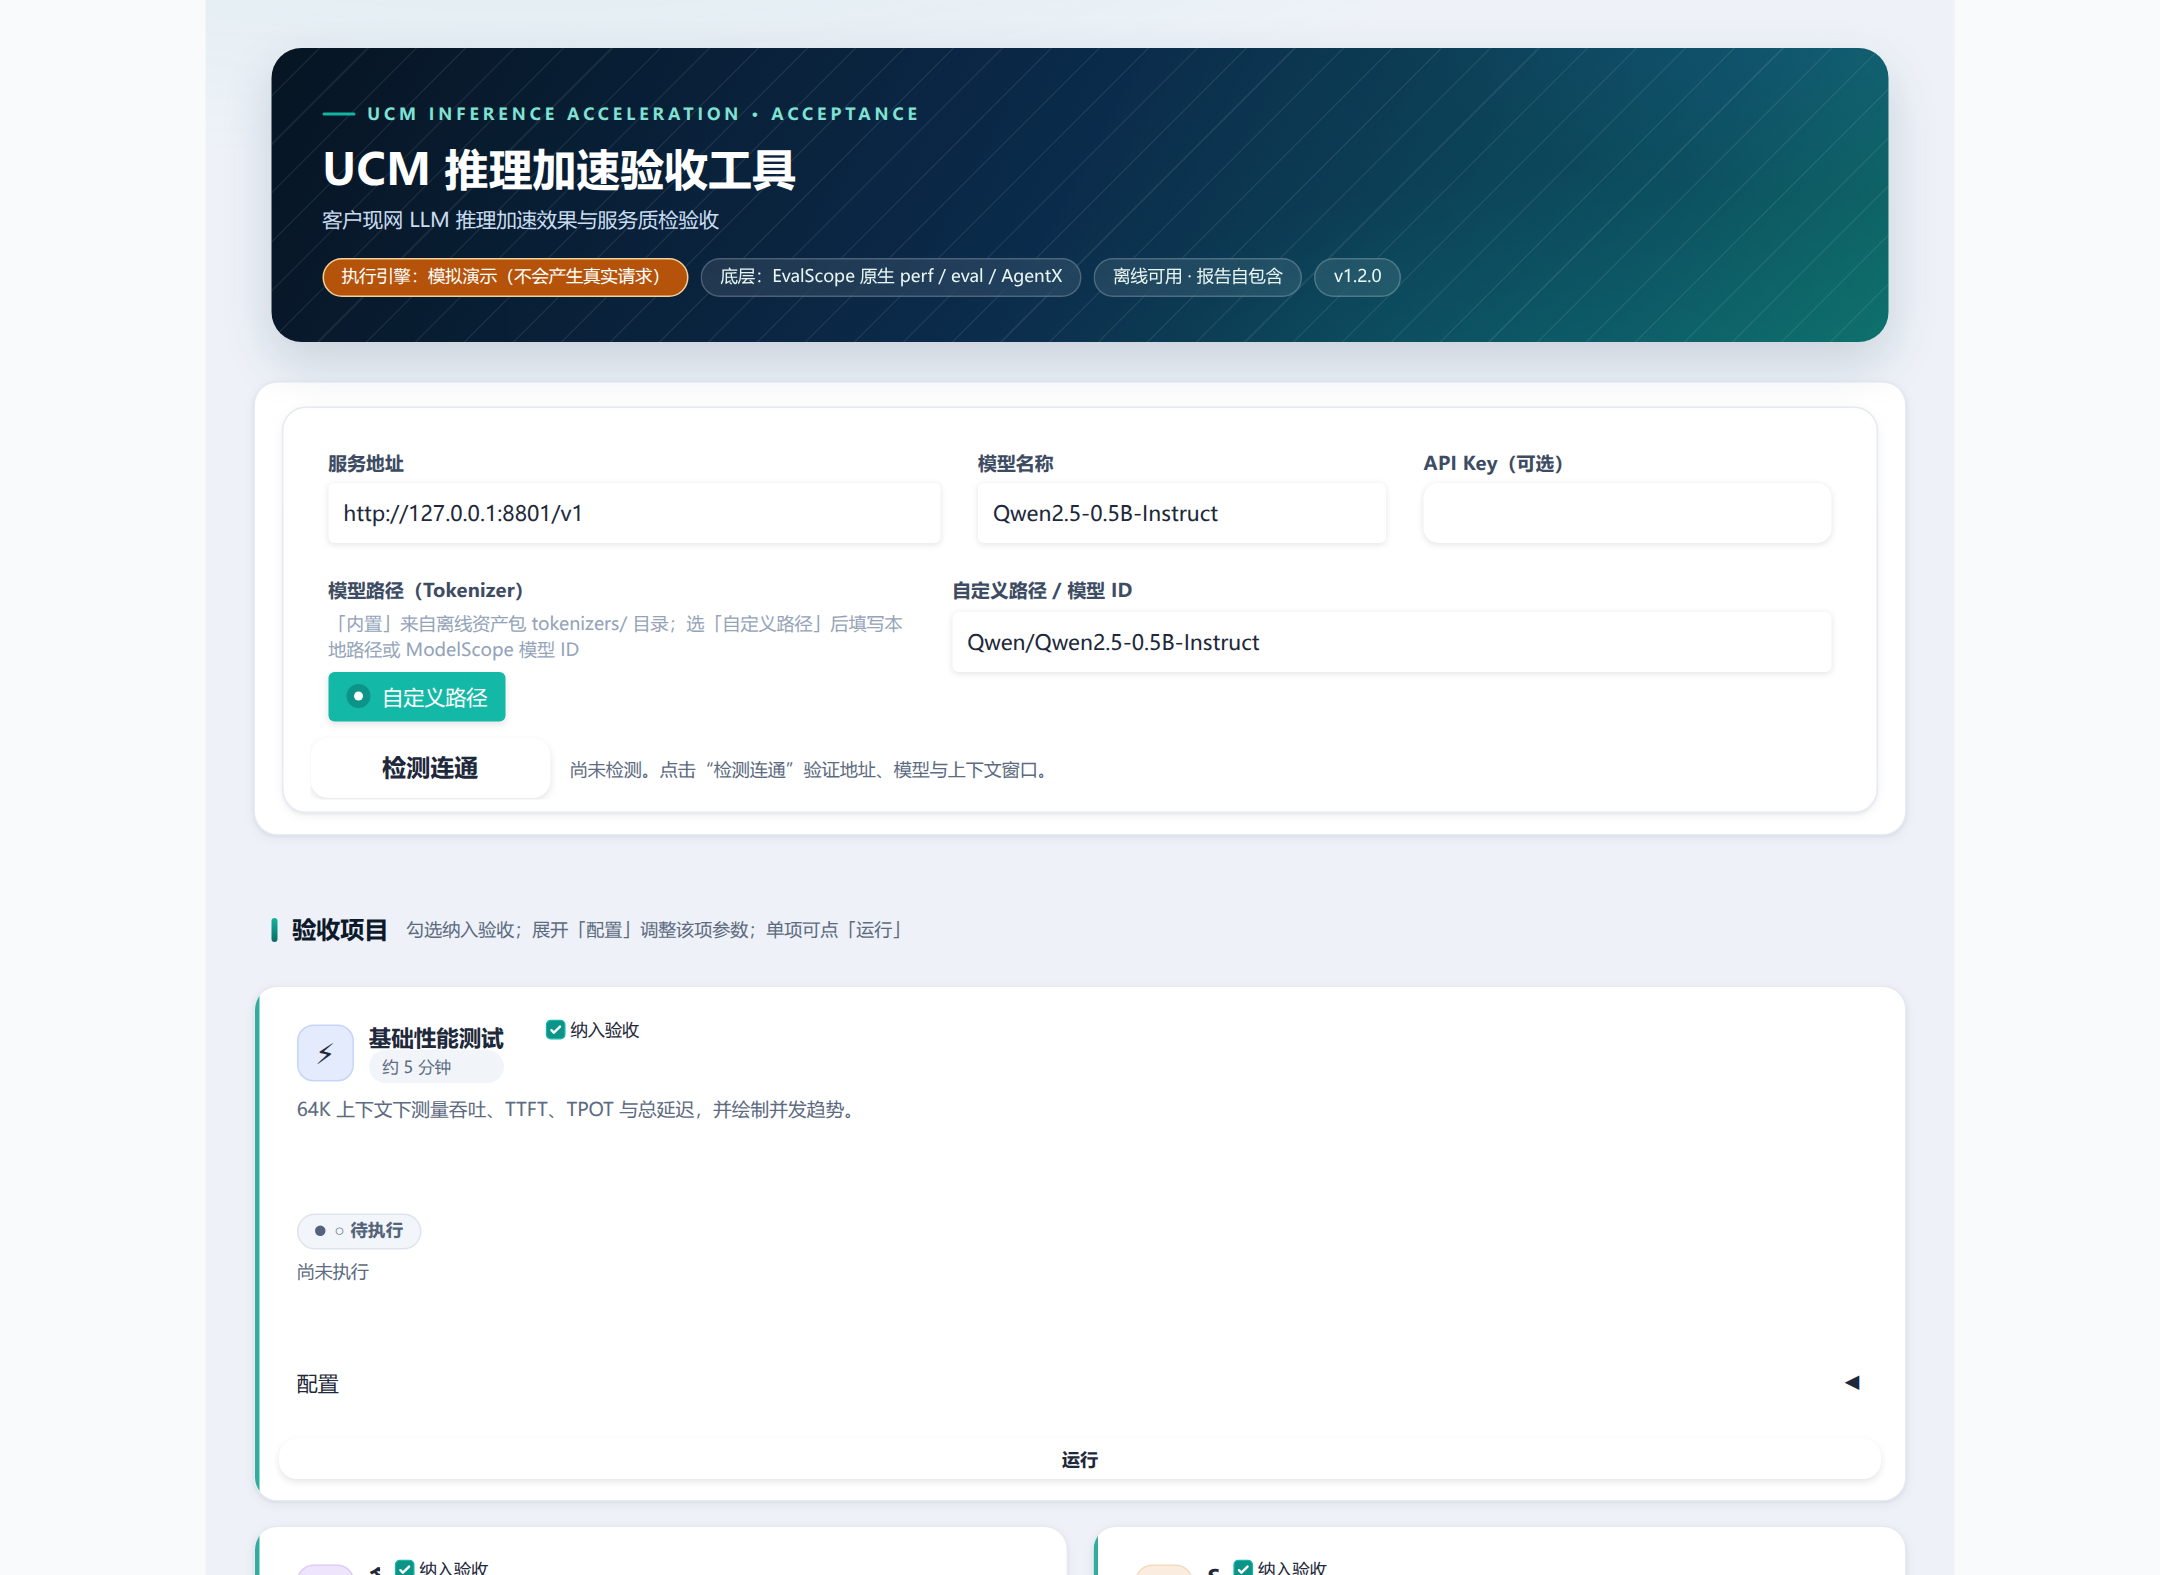 UCM INFERENCE ACCELERATION • ACCEPTANCE
UCM 推理加速验收工具
客户现网 LLM 推理加速效果与服务质检验收
执行引擎：模拟演示（不会产生真实请求）
底层：EvalScope 原生 perf / eval / AgentX
离线可用 · 报告自包含
v1.2.0
服务地址
模型名称
API Key（可选）
http://127.0.0.1:8801/v1
Qwen2.5-0.5B-Instruct
模型路径（Tokenizer）
自定义路径 / 模型 ID
「内置」来自离线资产包 tokenizers/ 目录；选「自定义路径」后填写本
地路径或 ModelScope 模型 ID
Qwen/Qwen2.5-0.5B-Instruct
自定义路径
检测连通
尚未检测。点击“检测连通”验证地址、模型与上下文窗口。
验收项目
勾选纳入验收；展开「配置」调整该项参数；单项可点「运行」
基础性能测试
纳入验收
约 5 分钟
64K 上下文下测量吞吐、TTFT、TPOT 与总延迟，并绘制并发趋势。
○ 待执行
尚未执行
配置
运行
纳入验收
纳入验收